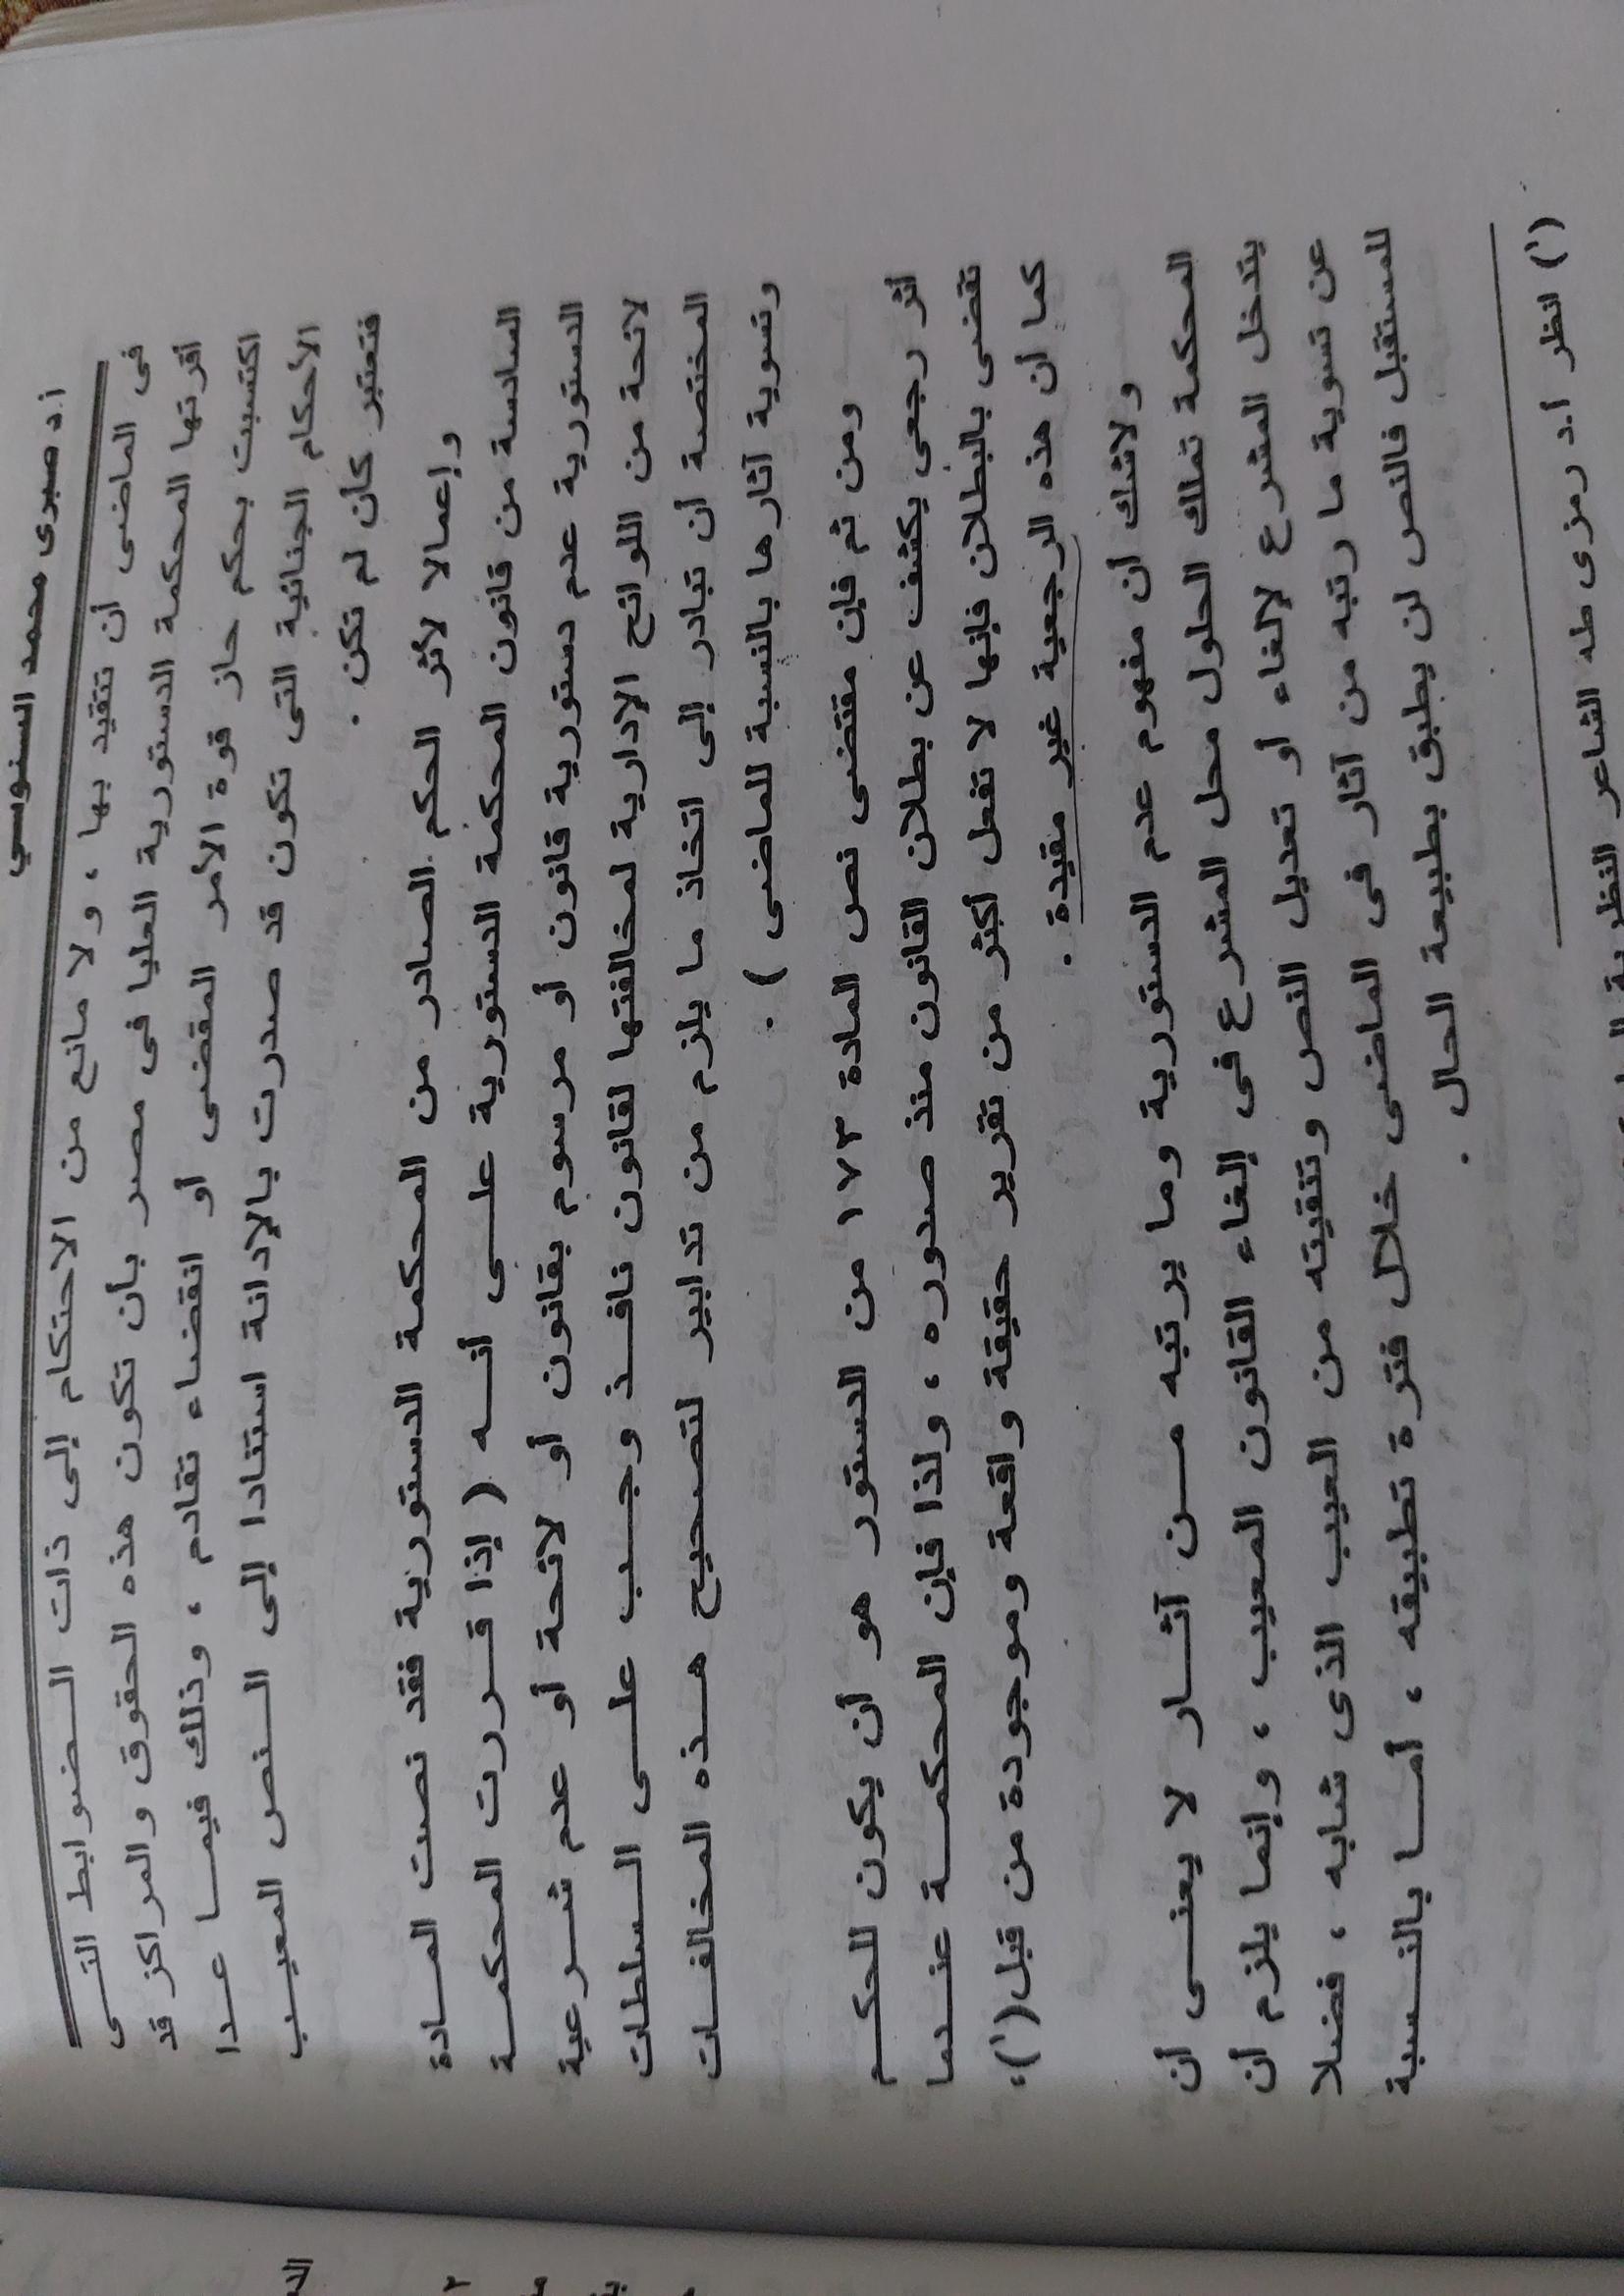 أ.د صبرى محمد السنوسي
فى الماضى أن تتقيد بها ، ولا مانع من الاحتكام إلى ذات الضوابط التى
أقرتها المحكمة الدستورية العليا فى مصر بأن تكون هذه الحقوق والمراكز قد
اكتسبت بحكم حاز قوة الأمر المقضى أو انقضاء تقادم ، وذلك فيما عدا
الأحكام الجنائية التى تكون قد صدرت بالإدانة استنادا إلى النص المعيب
فتعتبر كأن لم تكن .
وإعمالا لأثر الحكم الصادر من المحكمة الدستورية فقد نصت المادة
السادسة من قانون المحكمة الدستورية على أنه ( إذا قررت المحكمة
الدستورية عدم دستورية قانون أو مرسوم بقانون أو لائحة أو عدم شرعية
لائحة من اللوائح الإدارية لمخالفتها لقانون نافذ وجب على السلطات
المختصة أن تبادر إلى اتخاذ ما يلزم من تدابير لتصحيح هذه المخالفات
وتسوية آثارها بالنسبة للماضى ) .
ومن ثم فإن مقتضى نص المادة ١٧٣ من الدستور هو أن يكون للحكم
أثر رجعى يكشف عن بطلان القانون منذ صدوره ، ولذا فإن المحكمة عندما
تقضى بالبطلان فإنها لا تفعل أكثر من تقرير حقيقة واقعة وموجودة من قبل(١)،
كما أن هذه الرجعية غير مقيدة .
ولاشك أن مفهوم عدم الدستورية وما يرتبه من آثار لا يعنى أن
المحكمة تملك الحلول محل المشرع فى إلغاء القانون المعيب ، وإنما يلزم أن
يتدخل المشرع لإلغاء أو تعديل النص وتنقيته من العيب الذى شابه ، فضلا
عن تسوية ما رتبه من آثار فى الماضى خلال فترة تطبيقه ، أما بالنسبة
للمستقبل فالنص لن يطبق بطبيعة الحال .
(١) انظر أ.د رمزى طه الشاعر النظرية